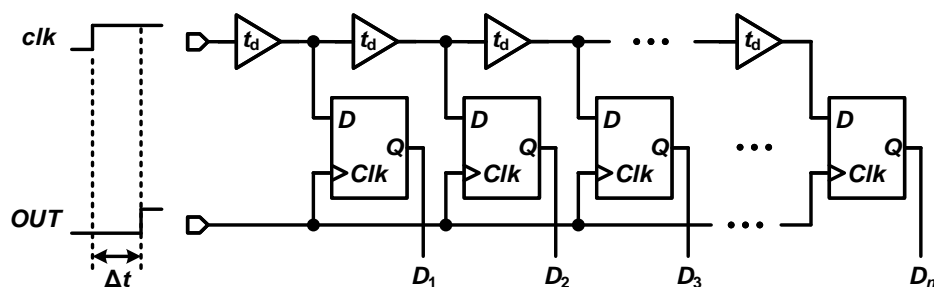 clk
t_d t_d t_d t_d
D D D D
Q Q Q Q
Clk Clk Clk Clk
OUT
Δt
D_1 D_2 D_3 D_n